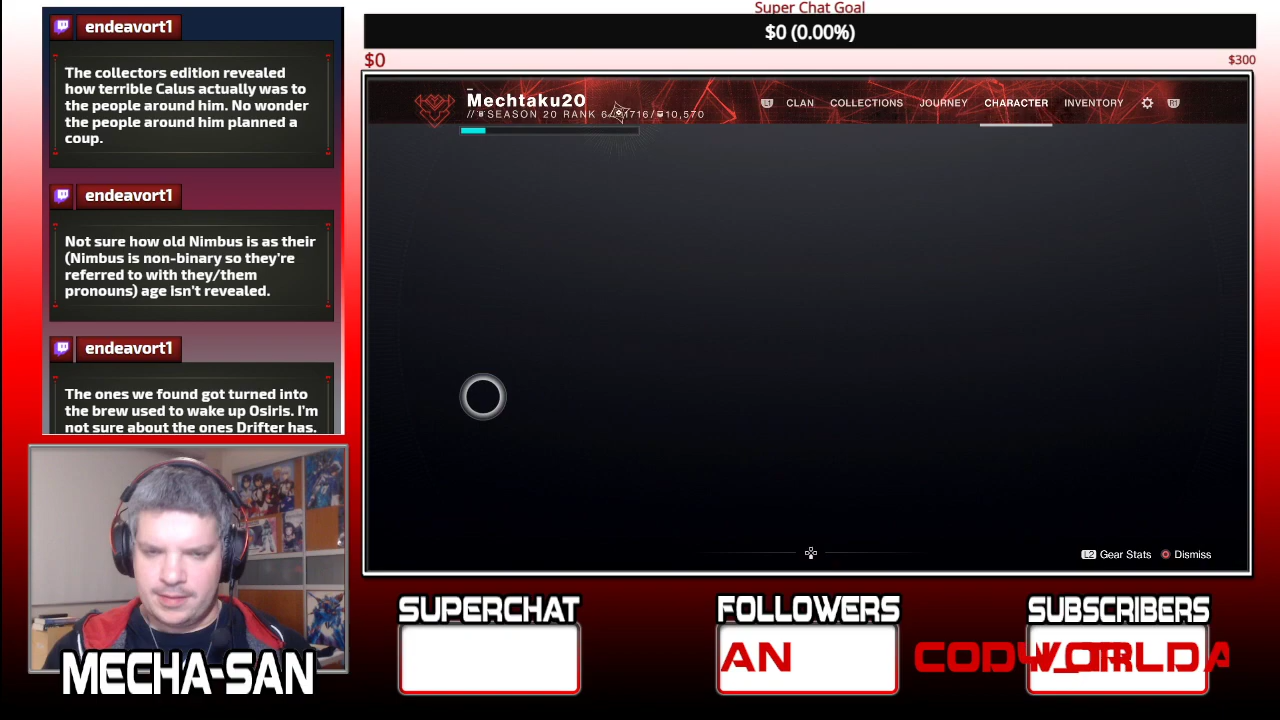 endeavort1
The collectors edition revealed
how terrible Calus actually was to
the people around him. No wonder
the people around him planned a
coup.
endeavort1
Not sure how old Nimbus is as their
(Nimbus is non-binary so they're
referred to with they/them
pronouns) age isn't revealed.
endeavort1
The ones we found got turned into
the brew used to wake up Osiris. I'm
not sure about the ones Drifter has.
MECHA-SAN
Super Chat Goal
$0 (0.00%)
$0
$300
Mechtaku20
// SEASON 20 RANK
10,570
L1 CLAN COLLECTIONS JOURNEY CHARACTER INVENTORY R1
L2 Gear Stats Dismiss
SUPERCHAT FOLLOWERS SUBSCRIBERS
AN